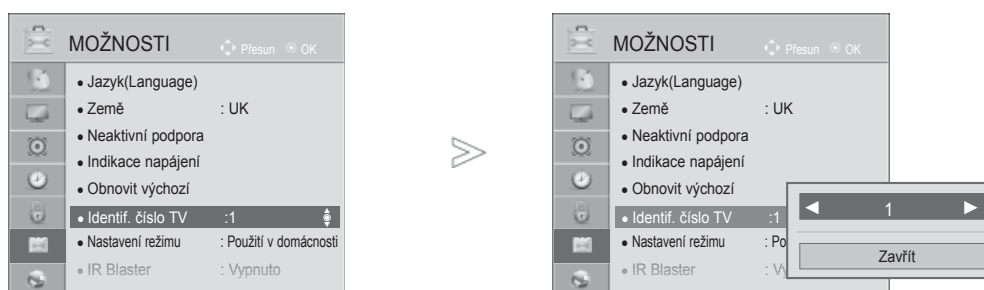 MOŽNOSTI
Přesun OK
• Jazyk(Language)
• Země : UK
• Neaktivní podpora
• Indikace napájení
• Obnovit výchozí
• Identif. číslo TV :1
• Nastavení režimu : Použití v domácnosti
• IR Blaster : Vypnuto
MOŽNOSTI
Přesun OK
• Jazyk(Language)
• Země : UK
• Neaktivní podpora
• Indikace napájení
• Obnovit výchozí
• Identif. číslo TV :1
• Nastavení režimu : Po
• IR Blaster : Vy
◄ 1 ►
Zavřít